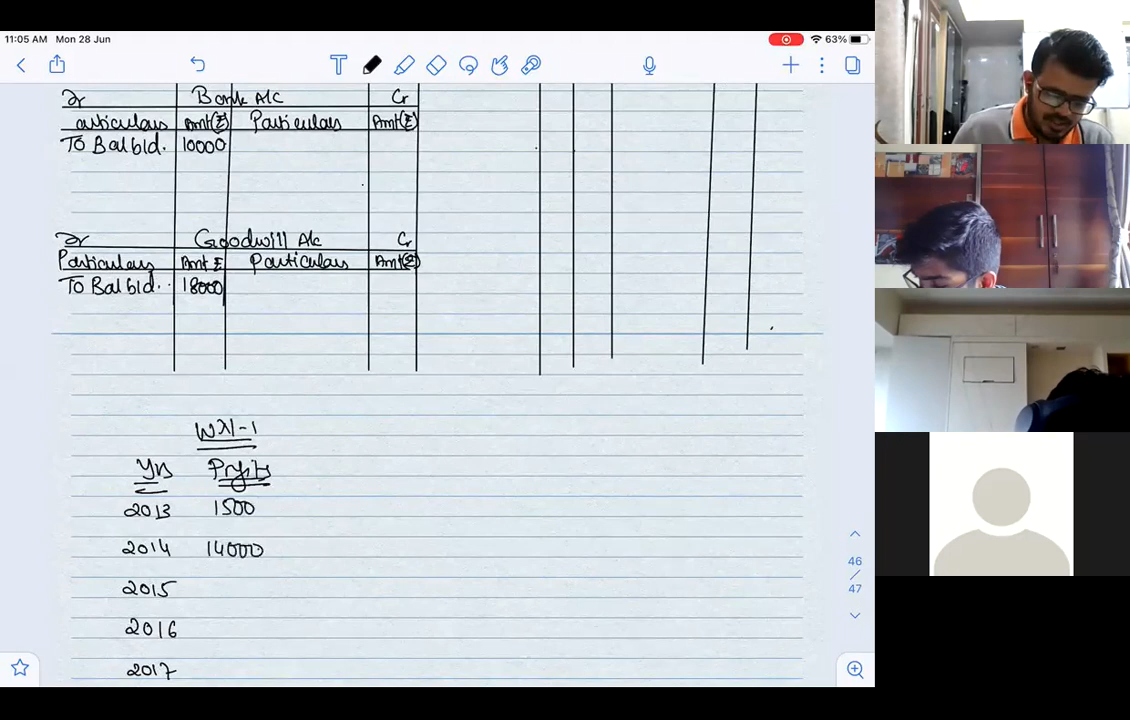 11:05 AM Mon 28 Jun 63%
Dr Bank A/c Cr
articulars Amt(₹) Particulars Amt(₹)
To Bal b/d. 10000
Dr Goodwill A/c Cr
Particulars Amt ₹ Particulars Amt(₹)
To Bal b/d. 18000
WN-1
Yrs Profits
2013 1500
2014 14000
2015
2016
2017
46
/
47